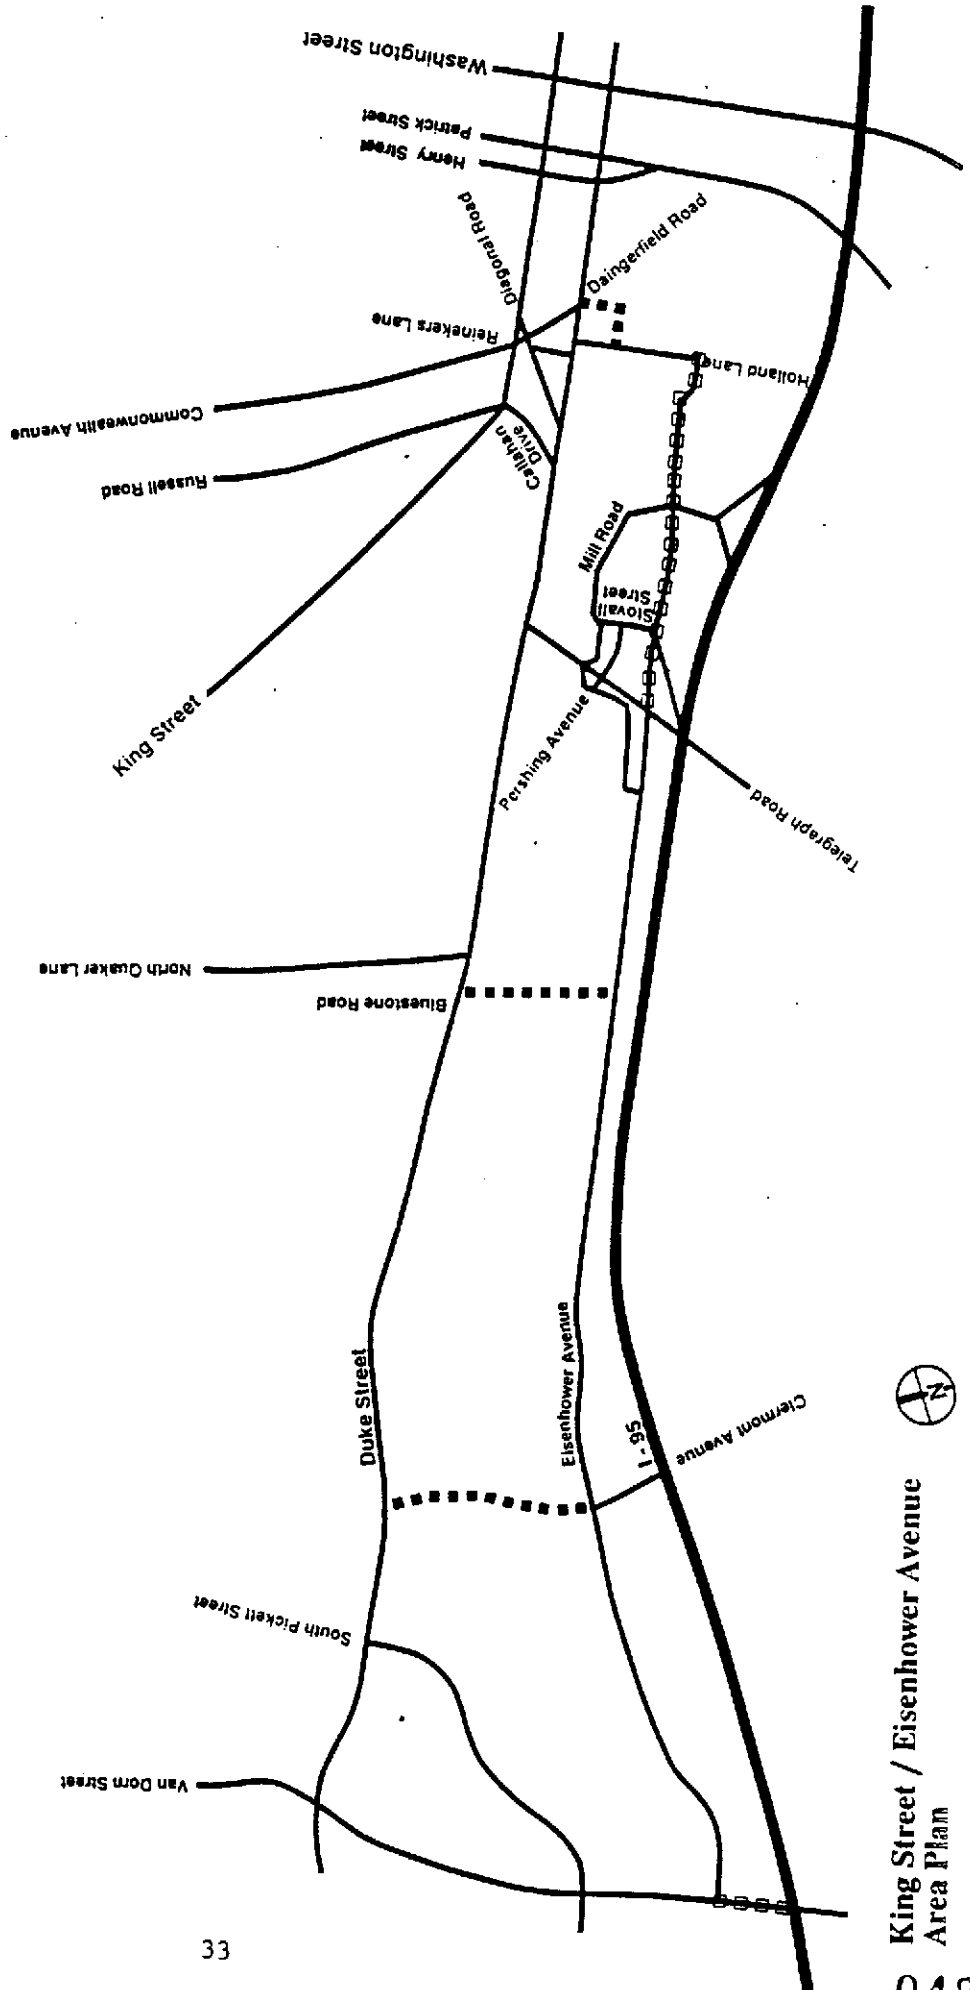 Washington Street
Patrick Street
Henry Street
Diagonal Road
Daingerfield Road
Reinekers Lane
Commonwealth Avenue
Russell Road
Callahan
Drive
Holland Lane
King Street
Mill Road
Stovall
Street
Pershing Avenue
Telegraph Road
North Quaker Lane
Bluestone Road
Duke Street
Eisenhower Avenue
I - 95
Clermont Avenue
South Pickett Street
Van Dorn Street
N
King Street / Eisenhower Avenue
Area Plan
33